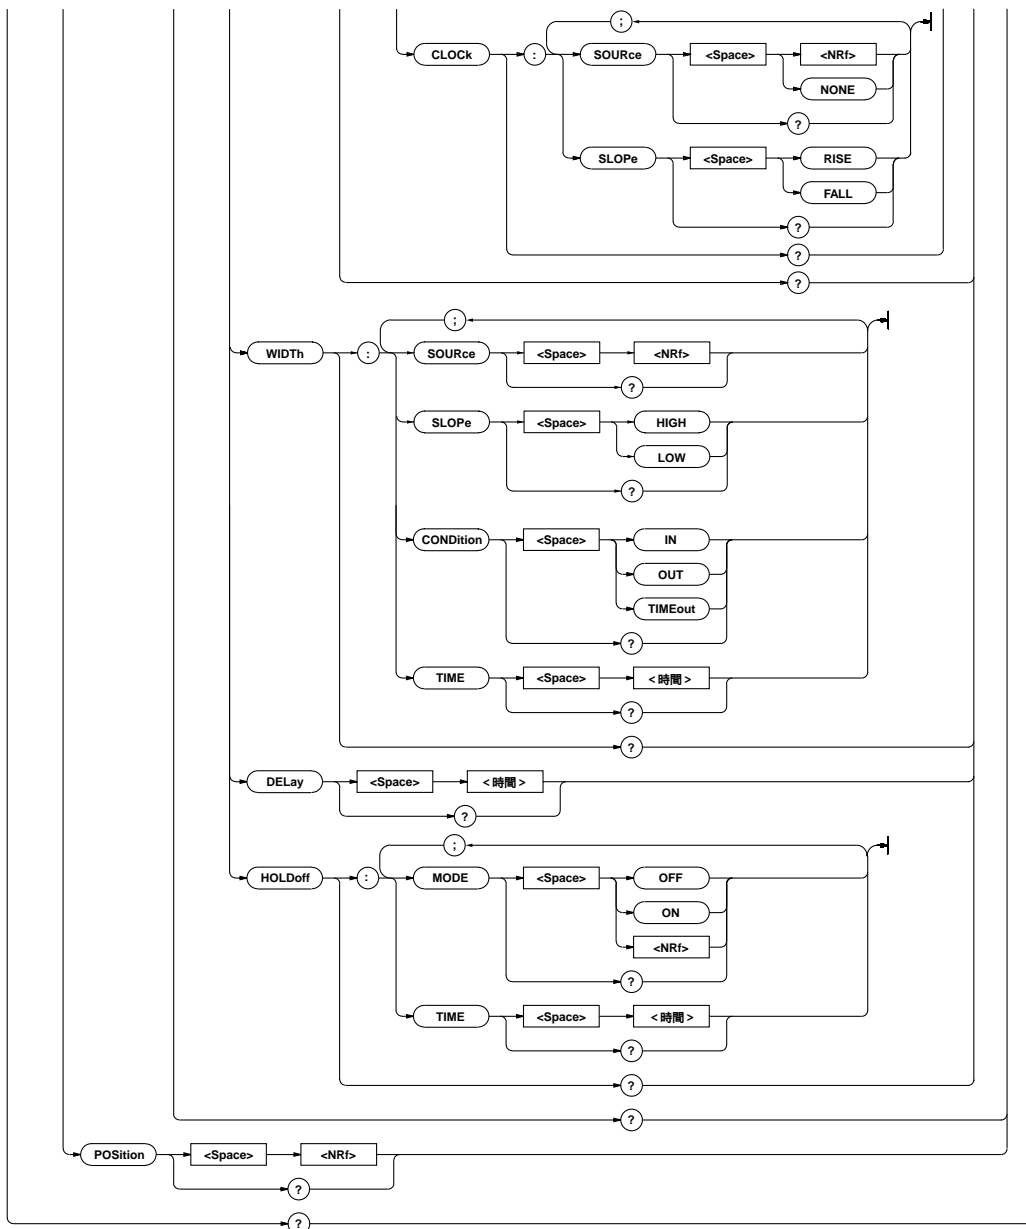 ;
CLOCk : SOURce <Space> <NRf>
NONE
?
SLOPe <Space> RISE
FALL
?
?
?
;
WIDTh : SOURce <Space> <NRf>
?
SLOPe <Space> HIGH
LOW
?
CONDition <Space> IN
OUT
TIMEout
?
TIME <Space> <時間>
?
?
DELay <Space> <時間>
?
;
HOLDoff : MODE <Space> OFF
ON
<NRf>
?
TIME <Space> <時間>
?
?
?
POSition <Space> <NRf>
?
?